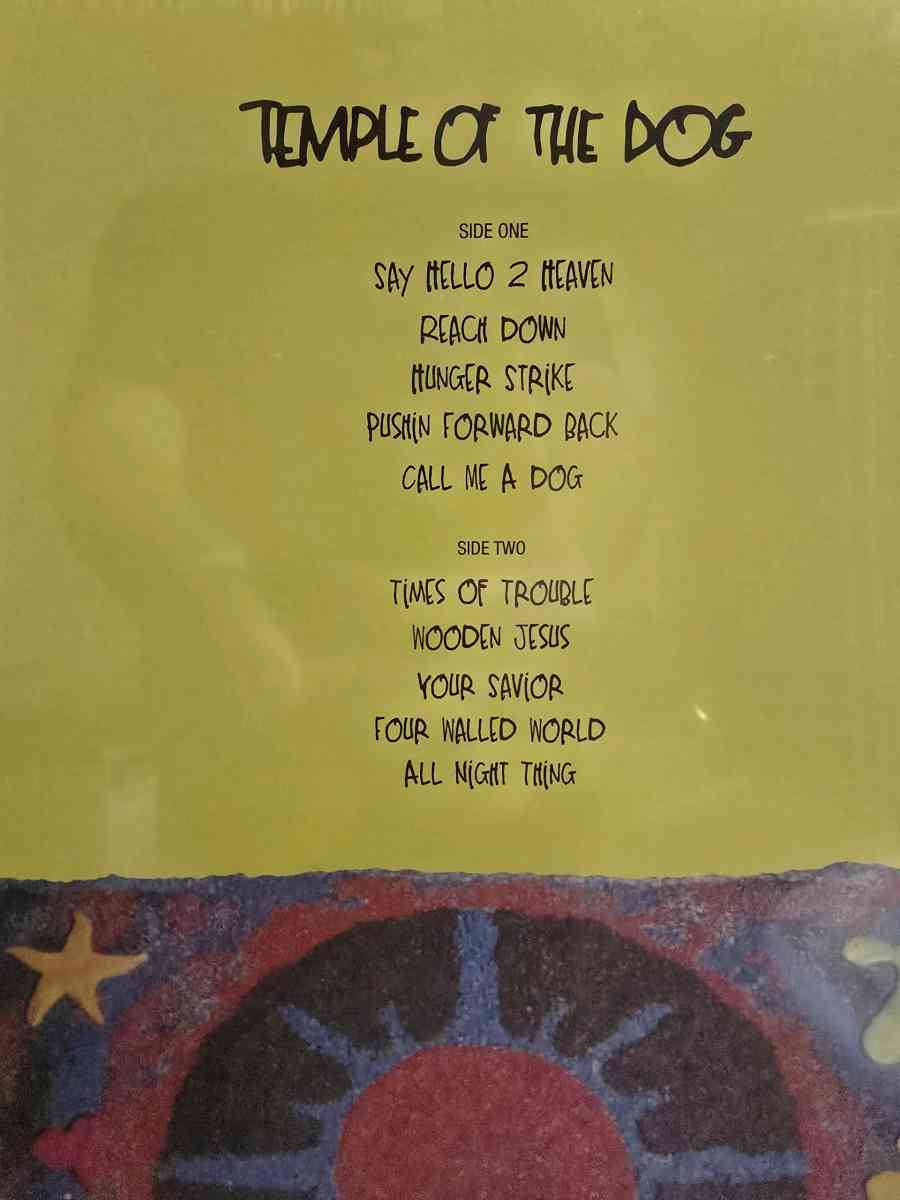 TEMPLE OF THE DOG
SIDE ONE
SAY HELLO 2 HEAVEN
REACH DOWN
HUNGER STRIKE
PUSHIN FORWARD BACK
CALL ME A DOG
SIDE TWO
TIMES OF TROUBLE
WOODEN JESUS
YOUR SAVIOR
FOUR WALLED WORLD
ALL NIGHT THING